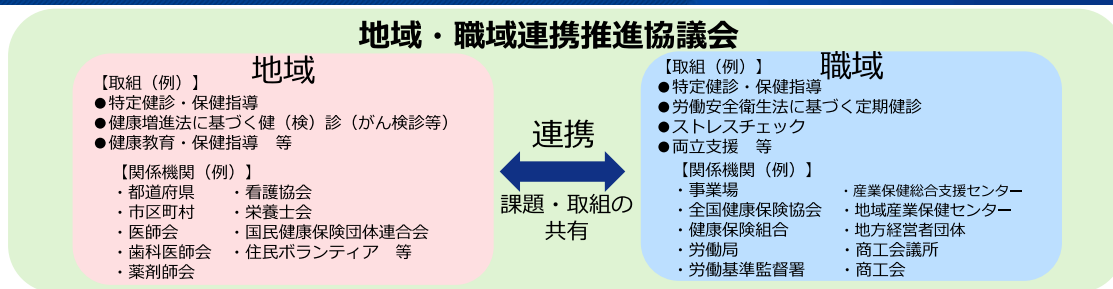 地域・職域連携推進協議会
地域
【取組（例）】
●特定健診・保健指導
●健康増進法に基づく健（検）診（がん検診等）
●健康教育・保健指導　等
【関係機関（例）】
・都道府県　・看護協会
・市区町村　・栄養士会
・医師会　・国民健康保険団体連合会
・歯科医師会　・住民ボランティア　等
・薬剤師会
連携
課題・取組の
共有
職域
【取組（例）】
●特定健診・保健指導
●労働安全衛生法に基づく定期健診
●ストレスチェック
●両立支援　等
【関係機関（例）】
・事業場　・産業保健総合支援センター
・全国健康保険協会　・地域産業保健センター
・健康保険組合　・地方経営者団体
・労働局　・商工会議所
・労働基準監督署　・商工会